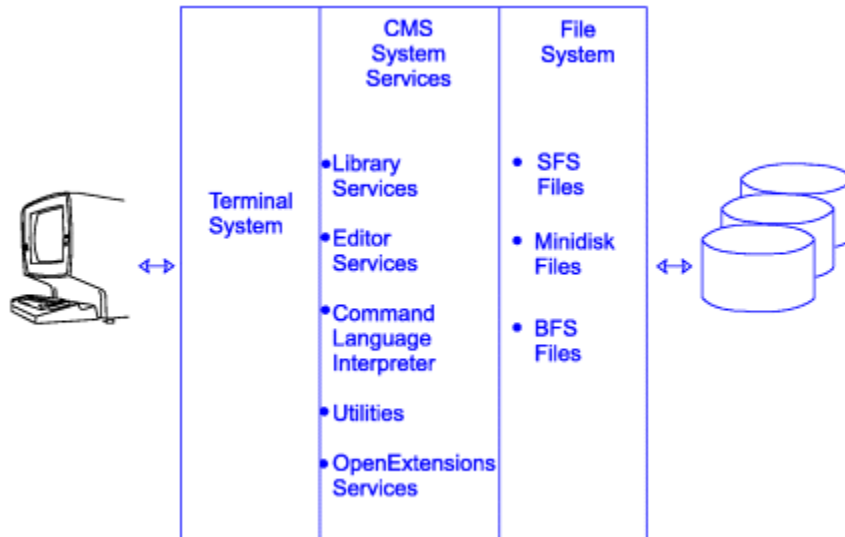 CMS
System
Services
File
System
Terminal
System
•Library
Services
•Editor
Services
•Command
Language
Interpreter
•Utilities
•OpenExtensions
Services
• SFS
Files
• Minidisk
Files
• BFS
Files